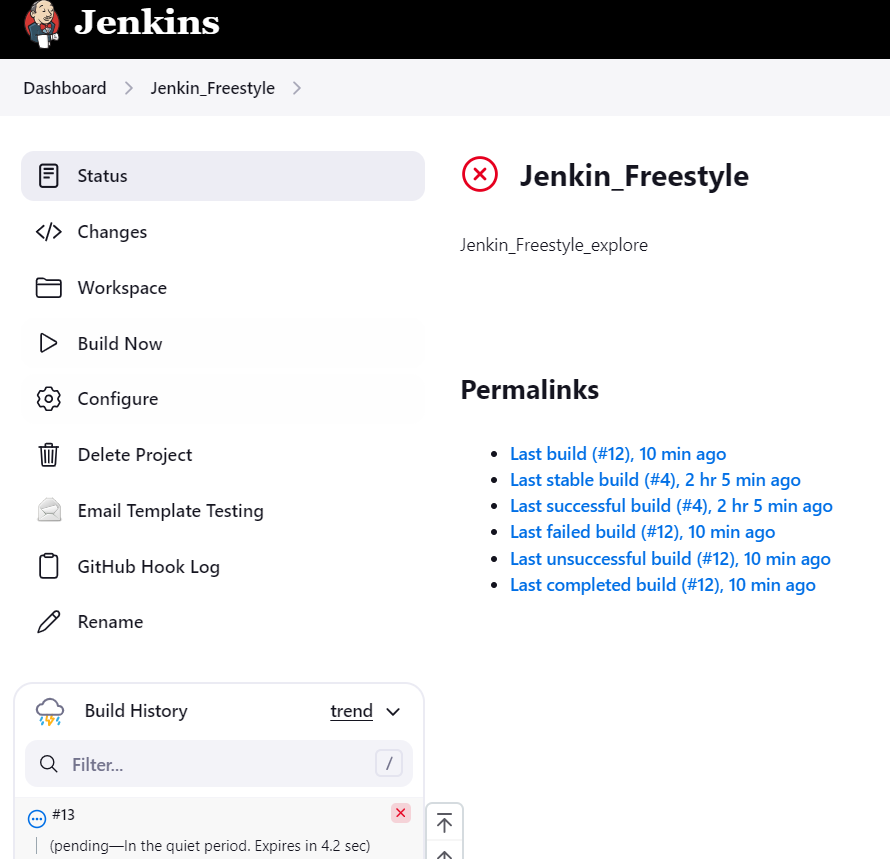 Jenkins
Dashboard
Jenkin_Freestyle
Status
Changes
Workspace
Build Now
Configure
Delete Project
Email Template Testing
GitHub Hook Log
Rename
Jenkin_Freestyle
Jenkin_Freestyle_explore
Permalinks
Last build (#12), 10 min ago
Last stable build (#4), 2 hr 5 min ago
Last successful build (#4), 2 hr 5 min ago
Last failed build (#12), 10 min ago
Last unsuccessful build (#12), 10 min ago
Last completed build (#12), 10 min ago
Build History trend
Filter... /
#13
(pending—In the quiet period. Expires in 4.2 sec)